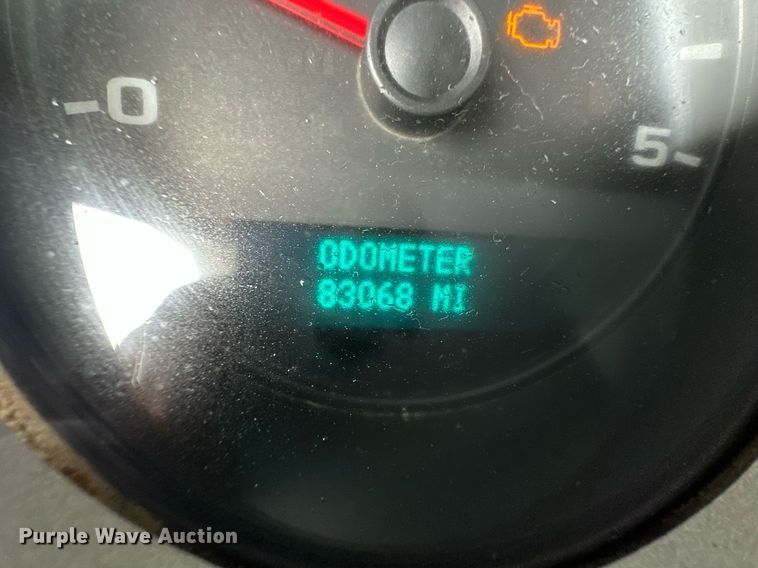 0
5
ODOMETER
83068 MI
Purple Wave Auction